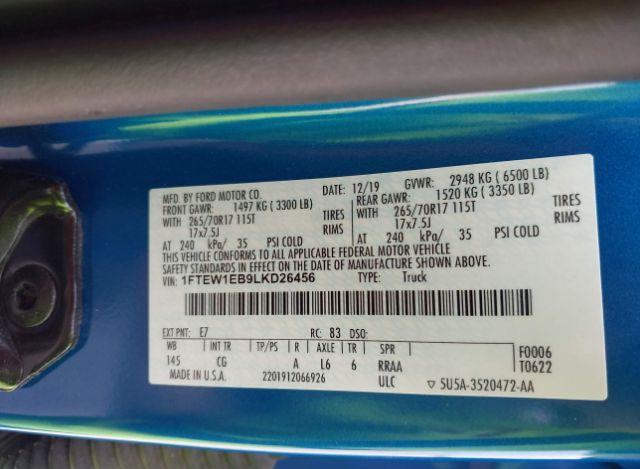 MFD. BY FORD MOTOR CO. 12/19 GVWR: 2948 KG ( 6500 LB)
FRONT GAWR: 1497 KG ( 3300 LB) REAR GAWR: 1520 KG ( 3350 LB)
WITH 265/70R17 115T TIRES WITH 265/70R17 115T TIRES
17x7.5J RIMS 17x7.5J RIMS
AT 240 kPa/ 35 PSI COLD AT 240 kPa/ 35 PSI COLD
THIS VEHICLE CONFORMS TO ALL APPLICABLE FEDERAL MOTOR VEHICLE
SAFETY STANDARDS IN EFFECT ON THE DATE OF MANUFACTURE SHOWN ABOVE.
VIN: 1FTEW1EB9LKD26456 TYPE: Truck
EXT PNT: E7 RC: 83 DSO:
WB INT TR TP/PS R AXLE TR SPR F0006
145 CG A L6 6 RRAA T0622
MADE IN U.S.A. 2201912066926 ULC ▽ SU5A-3520472-AA